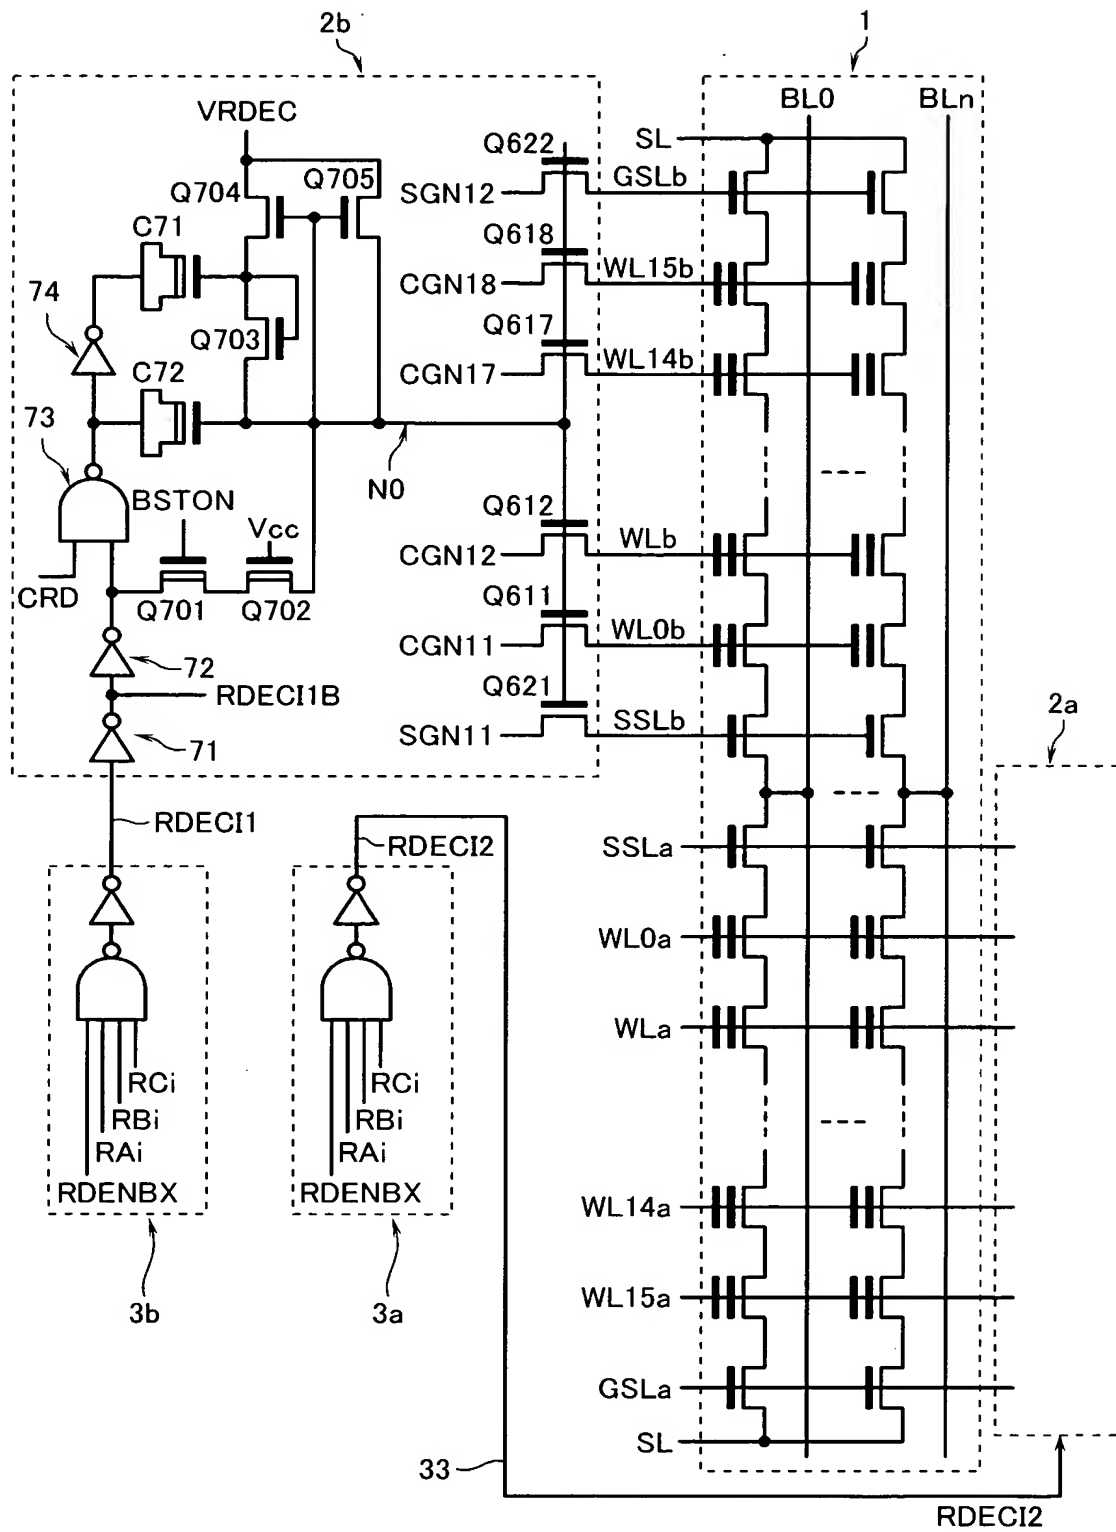 2b
1
VRDEC
BL0
BLn
Q622
SL
Q704
Q705
SGN12
GSLb
C71
Q618
74
CGN18
WL15b
Q703
Q617
C72
CGN17
WL14b
73
N0
BSTON
Vcc
Q612
CGN12
WLb
CRD
Q701
Q702
Q611
72
CGN11
WL0b
RDECI1B
Q621
2a
71
SGN11
SSLb
RDECI1
RDECI2
SSLa
WL0a
WLa
RCi
RCi
RBi
RBi
RAi
RAi
RDENBX
RDENBX
WL14a
3b
3a
WL15a
GSLa
SL
33
RDECI2